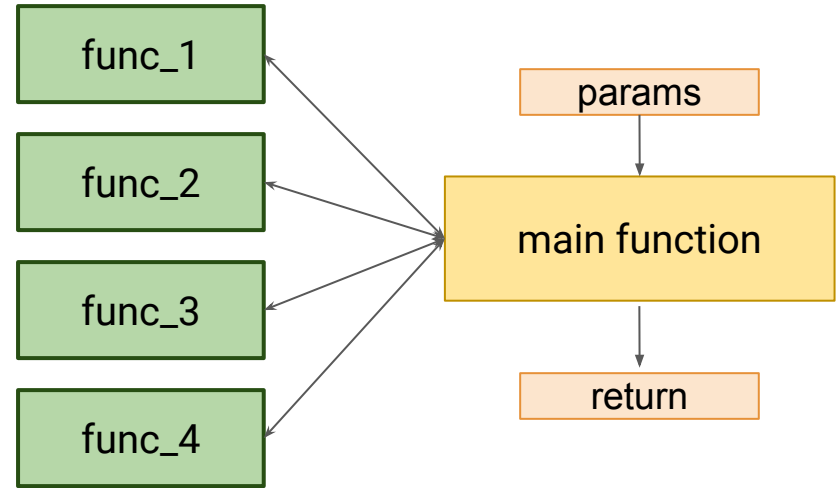 func_1
func_2
func_3
func_4
params
main function
return